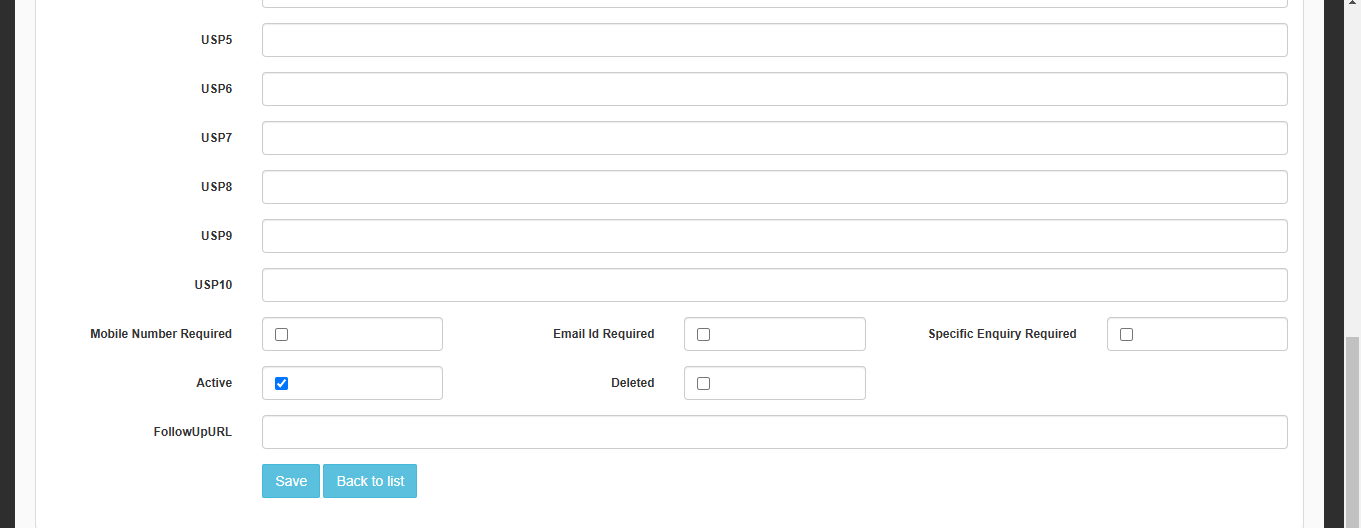 USP5
USP6
USP7
USP8
USP9
USP10
Mobile Number Required Email Id Required Specific Enquiry Required
Active Deleted
FollowUpURL
Save Back to list